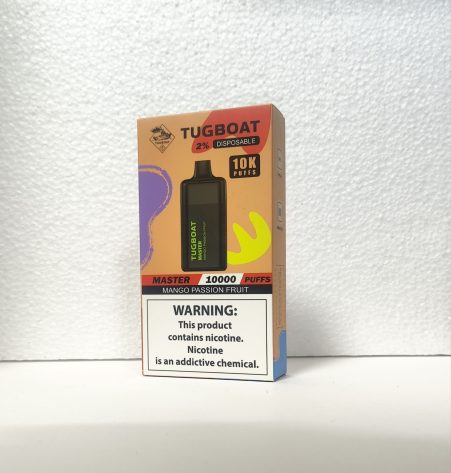 TUGBOAT
2% DISPOSABLE
10K
PUFFS
TUGBOAT
MASTER
MASTER 10000 PUFFS
MANGO PASSION FRUIT
WARNING:
This product
contains nicotine.
Nicotine
is an addictive chemical.